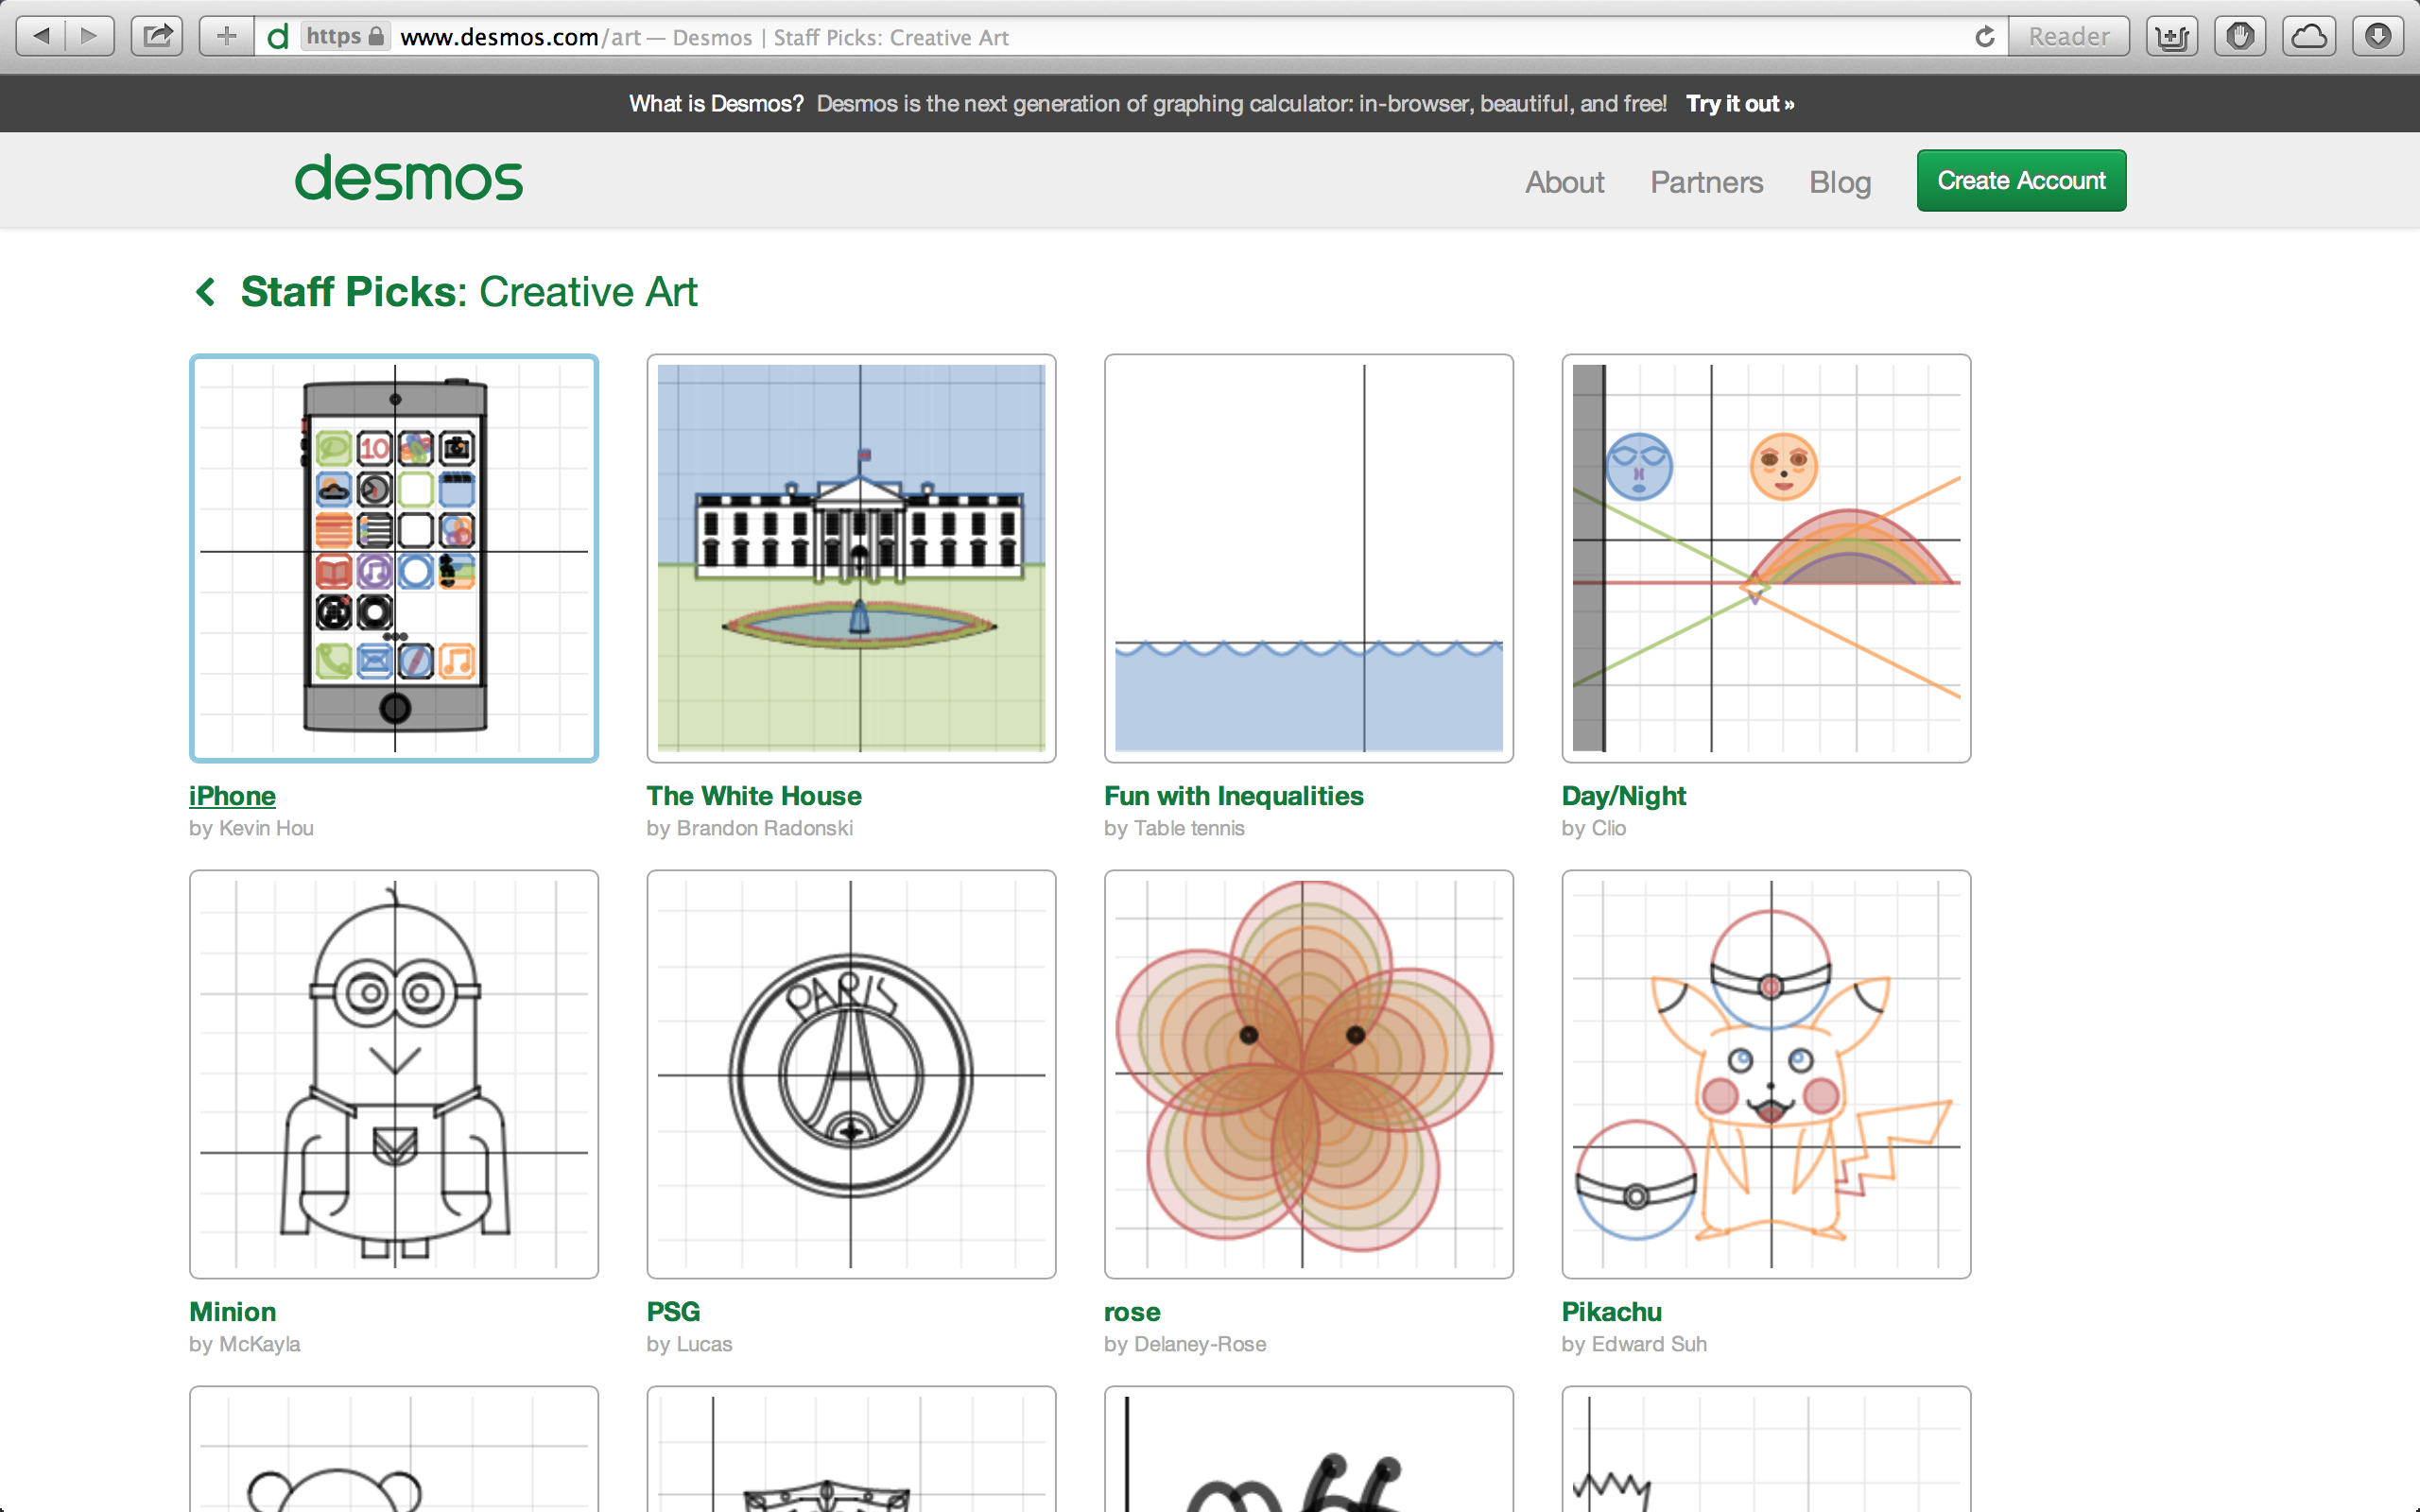 https www.desmos.com/art — Desmos | Staff Picks: Creative Art
Reader
What is Desmos? Desmos is the next generation of graphing calculator: in-browser, beautiful, and free! Try it out »
desmos
About Partners Blog Create Account
Staff Picks: Creative Art
10
iPhone
by Kevin Hou
The White House
by Brandon Radonski
Fun with Inequalities
by Table tennis
Day/Night
by Clio
PARIS
Minion
by McKayla
PSG
by Lucas
rose
by Delaney-Rose
Pikachu
by Edward Suh